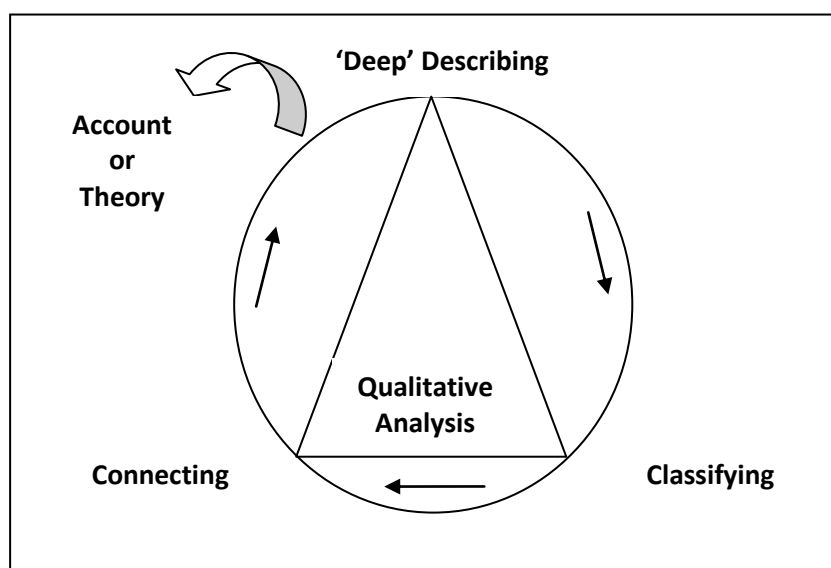 ‘Deep’ Describing
Account
or
Theory
Qualitative
Analysis
Connecting
Classifying